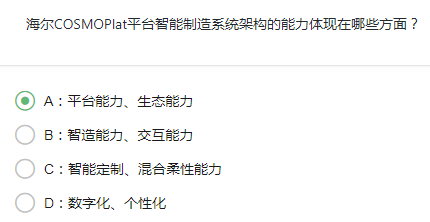 海尔COSMOPlat平台智能制造系统架构的能力体现在哪些方面？
A：平台能力、生态能力
B：智造能力、交互能力
C：智能定制、混合柔性能力
D：数字化、个性化